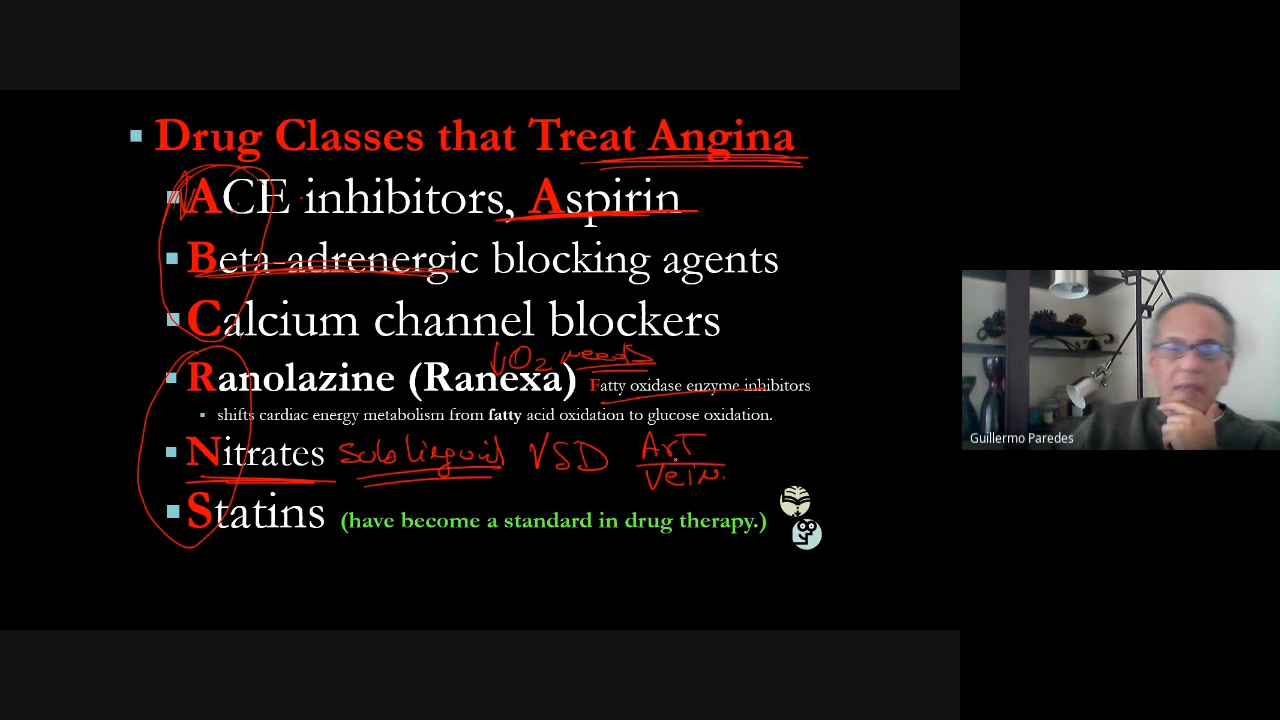 Drug Classes that Treat Angina
ACE inhibitors, Aspirin
Beta-adrenergic blocking agents
Calcium channel blockers
↓O2 needs
Ranolazine (Ranexa) Fatty oxidase enzyme inhibitors
shifts cardiac energy metabolism from fatty acid oxidation to glucose oxidation.
Nitrates sublingual VSD Art
Vein.
Statins (have become a standard in drug therapy.)
Guillermo Paredes